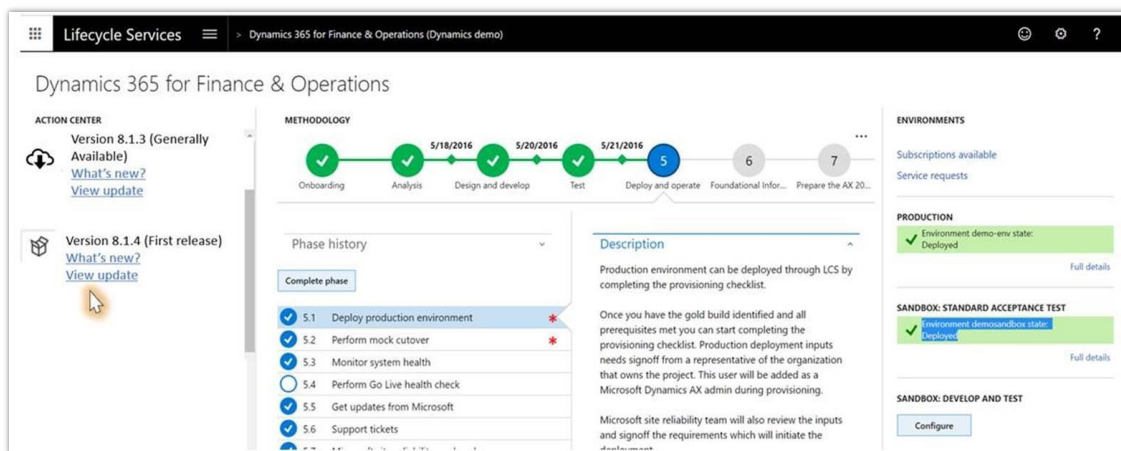 Lifecycle Services
> Dynamics 365 for Finance & Operations (Dynamics demo)
?
Dynamics 365 for Finance & Operations
ACTION CENTER
Version 8.1.3 (Generally
Available)
What's new?
View update
Version 8.1.4 (First release)
What's new?
View update
METHODOLOGY
...
5/18/2016
5/20/2016
5/21/2016
5
6
7
Onboarding
Analysis
Design and develop
Test
Deploy and operate
Foundational Infor...
Prepare the AX 20...
Phase history
Complete phase
5.1 Deploy production environment *
5.2 Perform mock cutover *
5.3 Monitor system health
5.4 Perform Go Live health check
5.5 Get updates from Microsoft
5.6 Support tickets
Description
Production environment can be deployed through LCS by
completing the provisioning checklist.
Once you have the gold build identified and all
prerequisites met you can start completing the
provisioning checklist. Production deployment inputs
needs signoff from a representative of the organization
that owns the project. This user will be added as a
Microsoft Dynamics AX admin during provisioning.
Microsoft site reliability team will also review the inputs
and signoff the requirements which will initiate the
ENVIRONMENTS
Subscriptions available
Service requests
PRODUCTION
Environment demo-env state:
Deployed
Full details
SANDBOX: STANDARD ACCEPTANCE TEST
Environment demosandbox state:
Deployed
Full details
SANDBOX: DEVELOP AND TEST
Configure